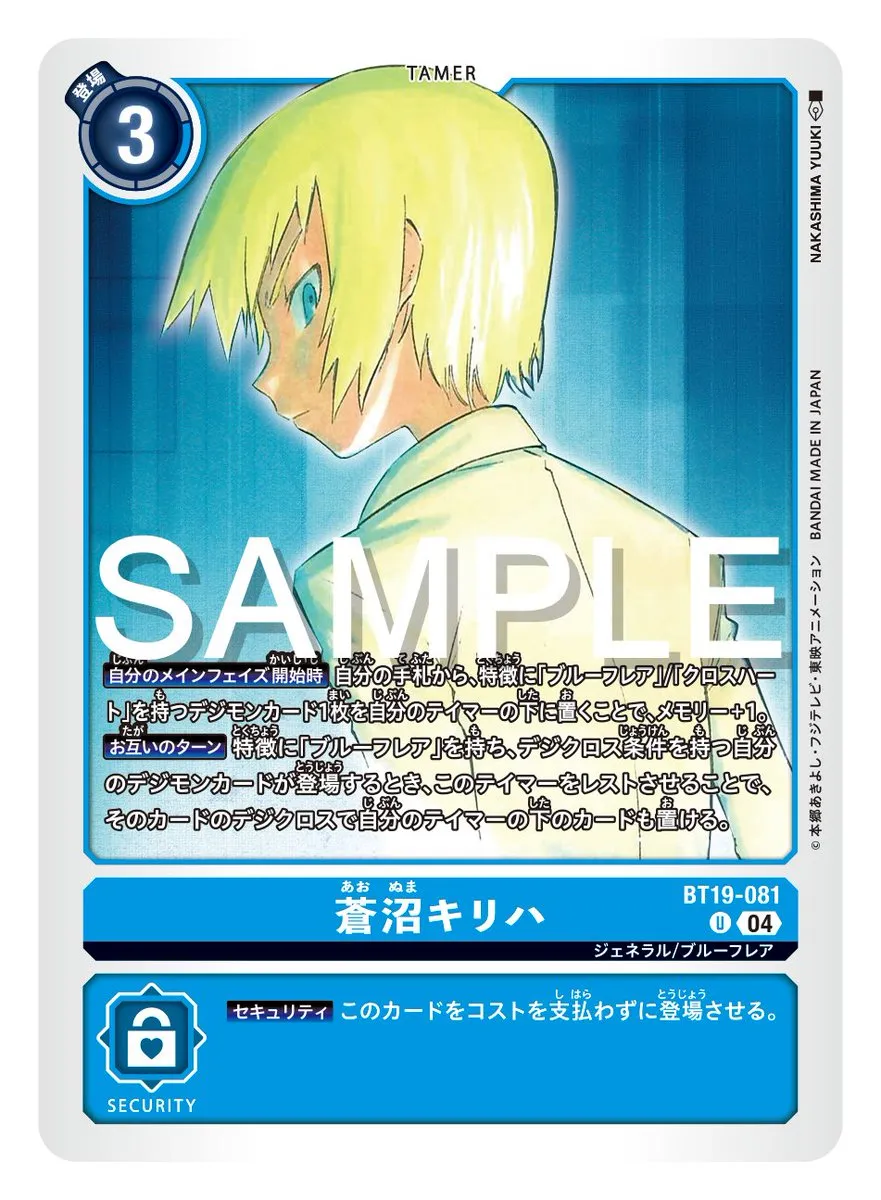 TAMER
登場
3
NAKASHIMA YUUKI
SAMPLE
自分のメインフェイズ開始時 自分の手札から、特徴に「ブルーフレア」/「クロスハー
ト」を持つデジモンカード1枚を自分のテイマーの下に置くことで、メモリー+1。
お互いのターン 特徴に「ブルーフレア」を持ち、デジクロス条件を持つ自分
のデジモンカードが登場するとき、このテイマーをレストさせることで、
そのカードのデジクロスで自分のテイマーの下のカードも置ける。
© 本郷あきよし・フジテレビ・東映アニメーション BANDAI MADE IN JAPAN
BT19-081
あお ぬま
蒼沼キリハ
U 04
ジェネラル/ブルーフレア
セキュリティ このカードをコストを支払わずに登場させる。
SECURITY